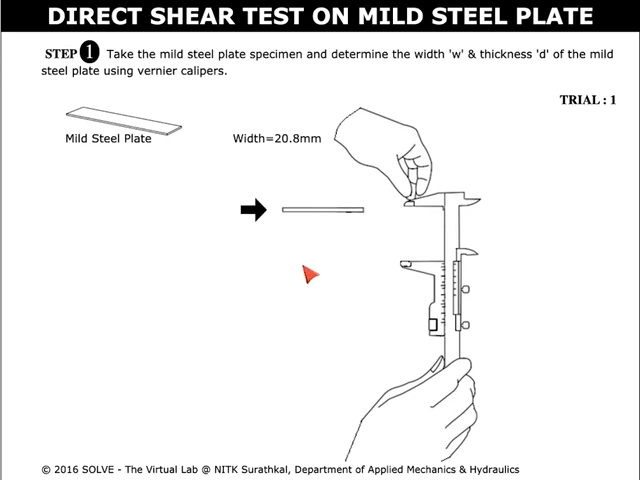 DIRECT SHEAR TEST ON MILD STEEL PLATE
STEP 1 Take the mild steel plate specimen and determine the width 'w' & thickness 'd' of the mild
steel plate using vernier calipers.
TRIAL : 1
Mild Steel Plate
Width=20.8mm
© 2016 SOLVE - The Virtual Lab @ NITK Surathkal, Department of Applied Mechanics & Hydraulics